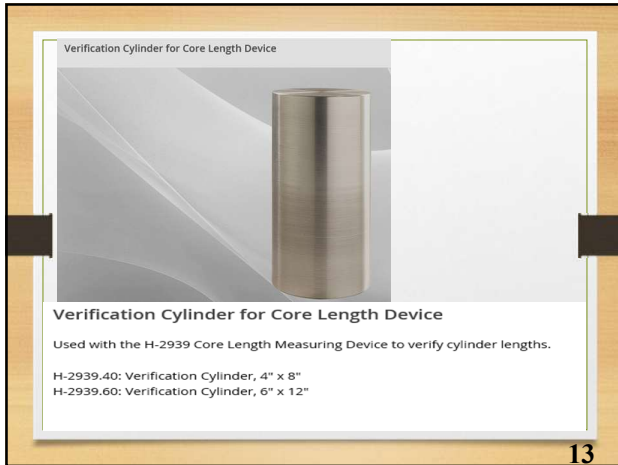 Verification Cylinder for Core Length Device
Verification Cylinder for Core Length Device
Used with the H-2939 Core Length Measuring Device to verify cylinder lengths.
H-2939.40: Verification Cylinder, 4" x 8"
H-2939.60: Verification Cylinder, 6" x 12"
13